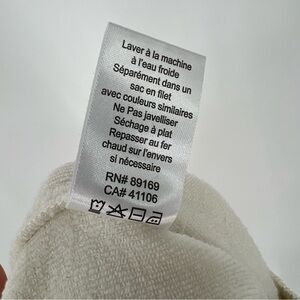 Laver à la machine
à l'eau froide
Séparément dans un
sac en filet
avec couleurs similaires
Ne Pas javelliser
Séchage à plat
Repasser au fer
chaud sur l'envers
si nécessaire
RN# 89169
CA# 41106